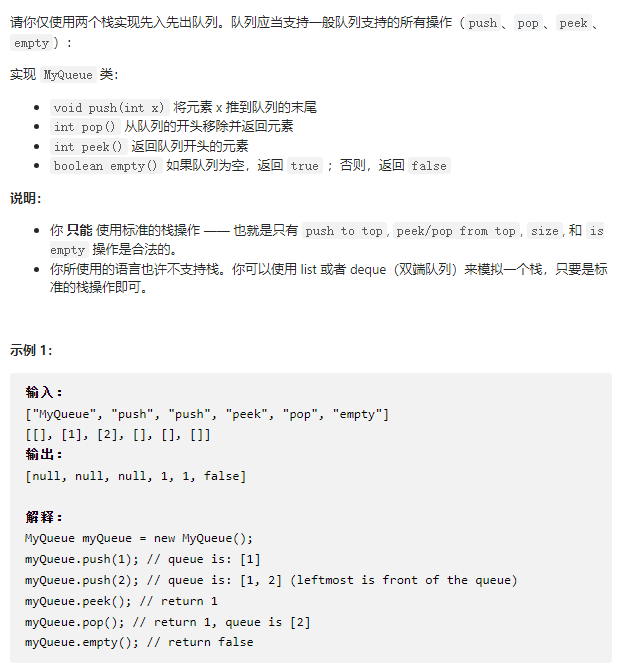 请你仅使用两个栈实现先入先出队列。队列应当支持一般队列支持的所有操作（push、pop、peek、
empty）：
实现 MyQueue 类：
• void push(int x) 将元素 x 推到队列的末尾
• int pop() 从队列的开头移除并返回元素
• int peek() 返回队列开头的元素
• boolean empty() 如果队列为空，返回 true ；否则，返回 false
说明：
• 你 只能 使用标准的栈操作 —— 也就是只有 push to top, peek/pop from top, size, 和 is
empty 操作是合法的。
• 你所使用的语言也许不支持栈。你可以使用 list 或者 deque（双端队列）来模拟一个栈，只要是标
准的栈操作即可。
示例 1：
输入：
["MyQueue", "push", "push", "peek", "pop", "empty"]
[[], [1], [2], [], [], []]
输出：
[null, null, null, 1, 1, false]
解释：
MyQueue myQueue = new MyQueue();
myQueue.push(1); // queue is: [1]
myQueue.push(2); // queue is: [1, 2] (leftmost is front of the queue)
myQueue.peek(); // return 1
myQueue.pop(); // return 1, queue is [2]
myQueue.empty(); // return false